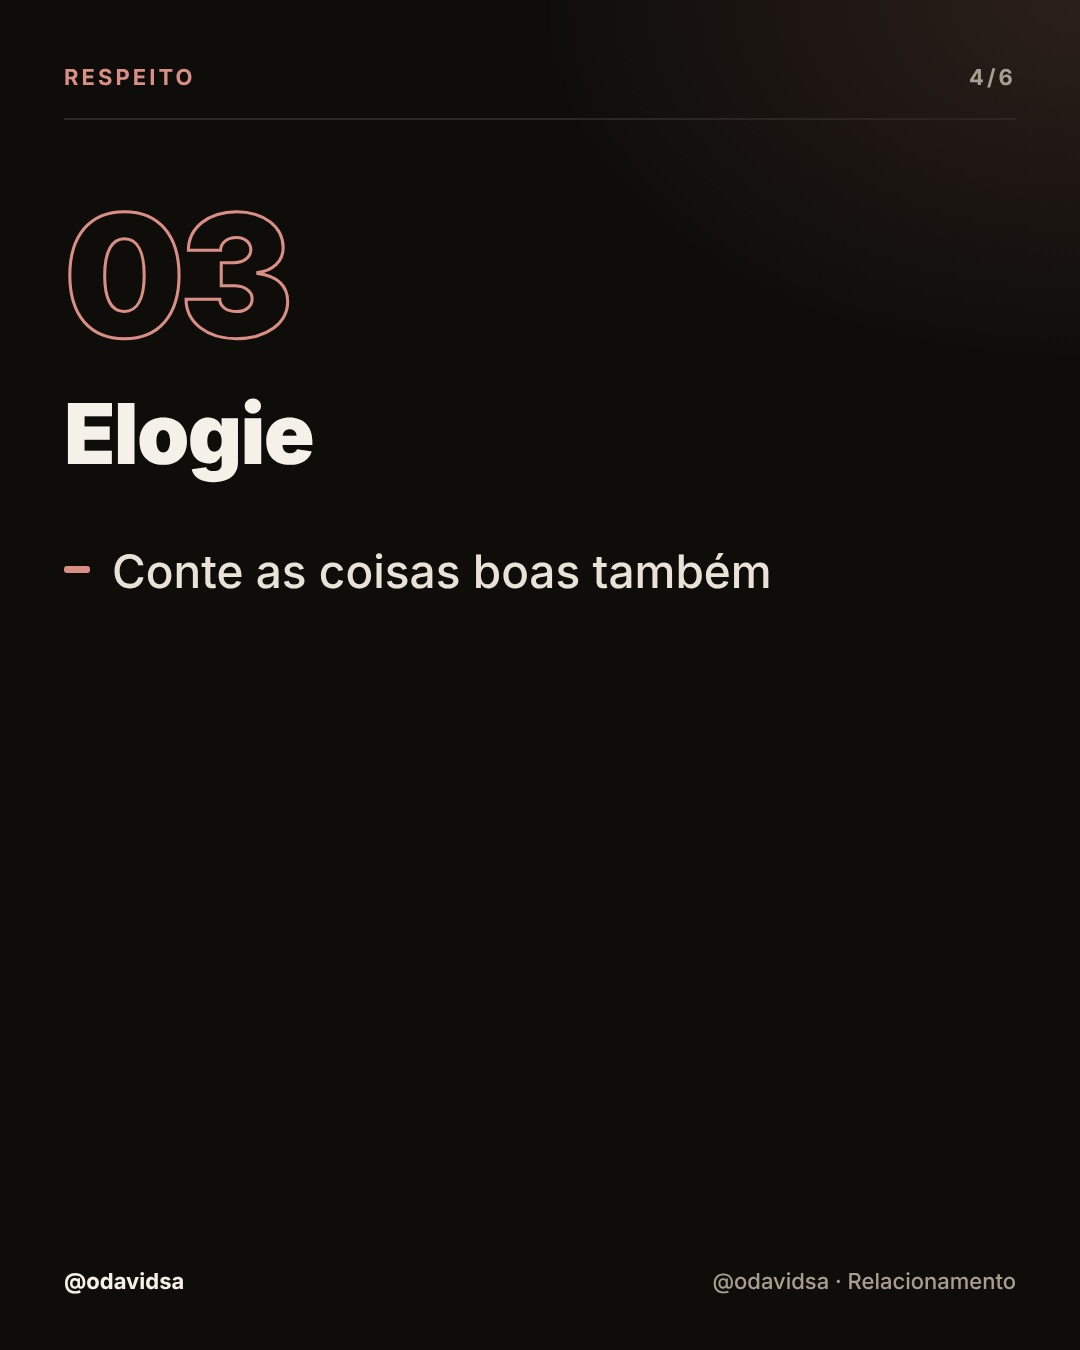 RESPEITO
4/6
03
Elogie
Conte as coisas boas também
@odavidsa
@odavidsa · Relacionamento